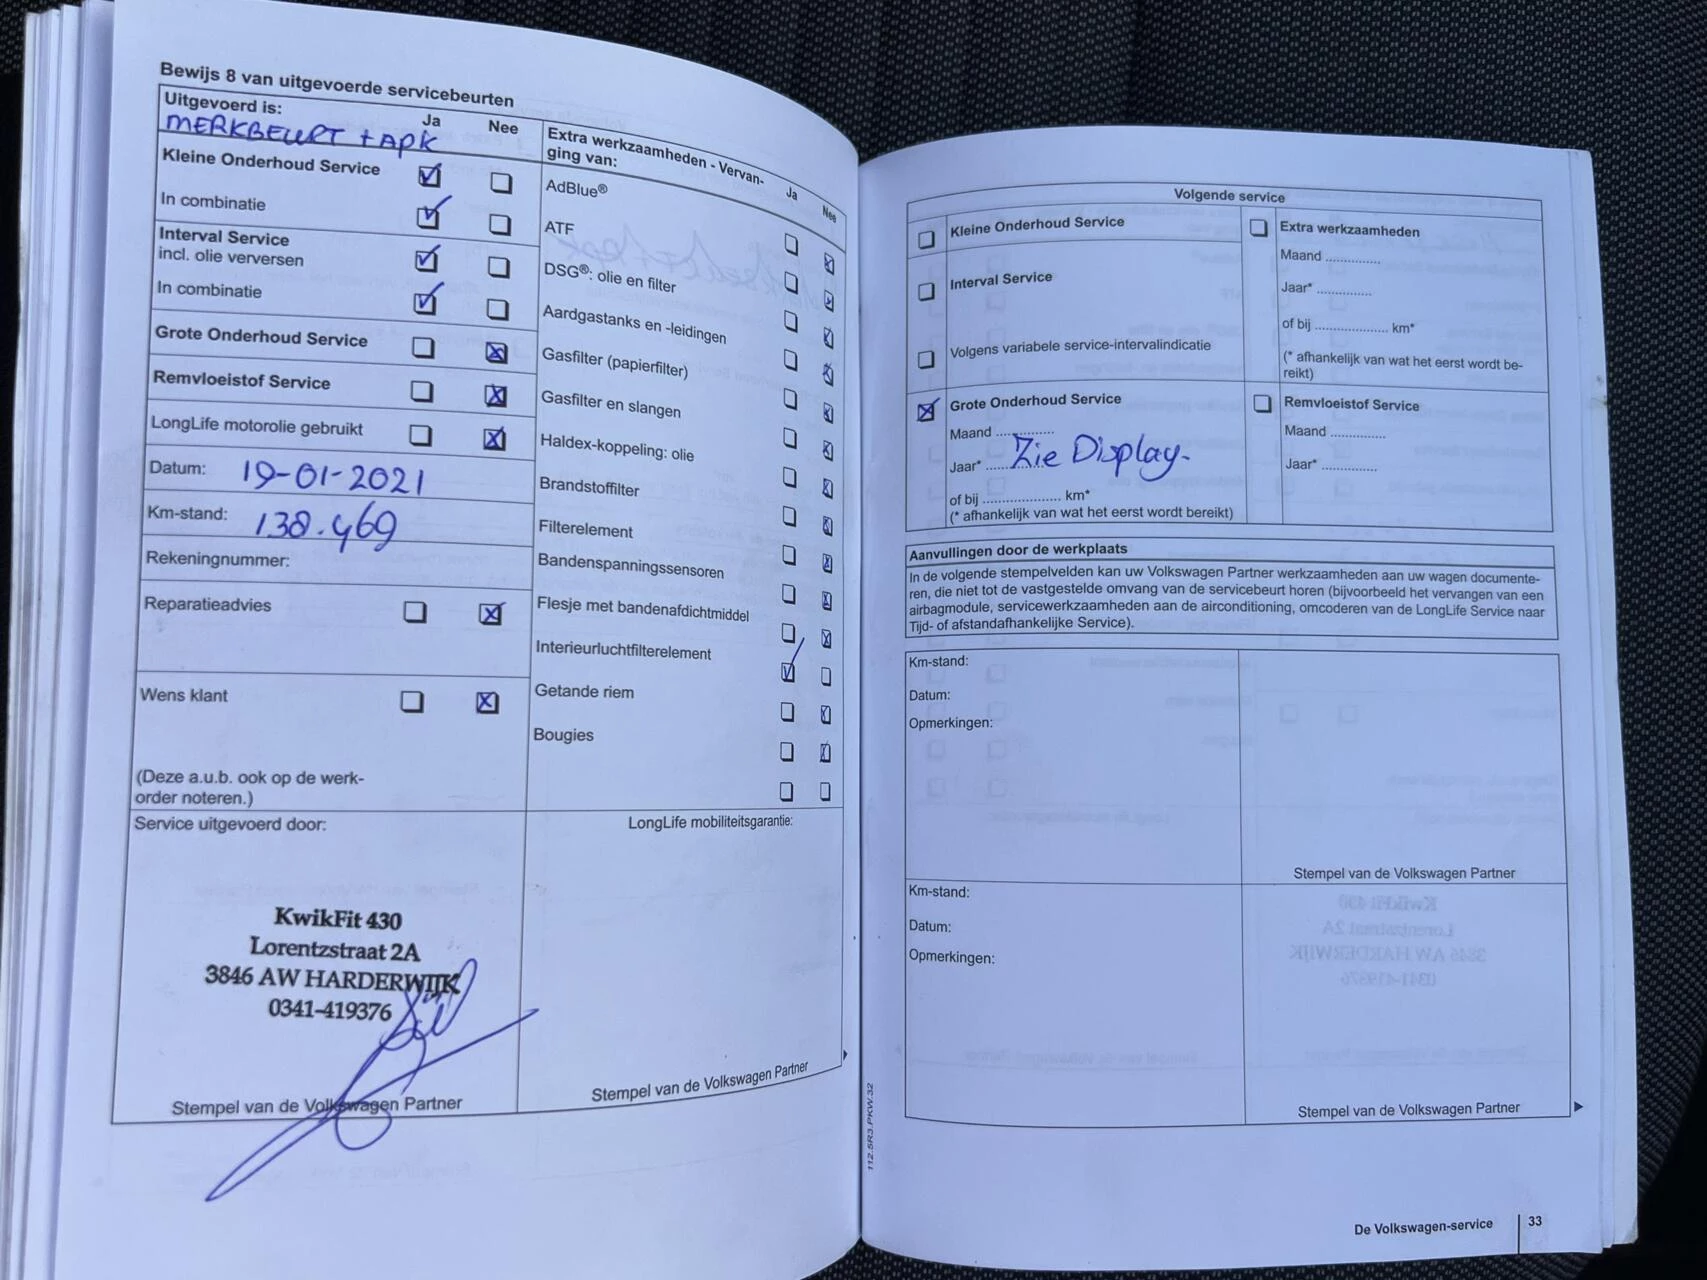 Bewijs 8 van uitgevoerde servicebeurten
Uitgevoerd is:
Ja
Nee
MERKBEURT + APK
Kleine Onderhoud Service
In combinatie
Interval Service
incl. olie verversen
In combinatie
Grote Onderhoud Service
Remvloeistof Service
LongLife motorolie gebruikt
Datum: 19-01-2021
Km-stand: 138.469
Rekeningnummer:
Reparatieadvies
Wens klant
(Deze a.u.b. ook op de werk-
order noteren.)
Extra werkzaamheden - Vervan-
ging van:
Ja
Nee
AdBlue®
ATF
DSG®: olie en filter
Aardgastanks en -leidingen
Gasfilter (papierfilter)
Gasfilter en slangen
Haldex-koppeling: olie
Brandstoffilter
Filterelement
Bandenspanningssensoren
Flesje met bandenafdichtmiddel
Interieurluchtfilterelement
Getande riem
Bougies
Service uitgevoerd door:
KwikFit 430
Lorentzstraat 2A
3846 AW HARDERWIJK
0341-419376
Stempel van de Volkswagen Partner
LongLife mobiliteitsgarantie:
Stempel van de Volkswagen Partner
112.5R3.PKW.32
Volgende service
Kleine Onderhoud Service
Interval Service
Volgens variabele service-intervalindicatie
Extra werkzaamheden
Maand ..............
Jaar* ..............
of bij ................... km*
(* afhankelijk van wat het eerst wordt be-
reikt)
Grote Onderhoud Service
Maand ...............
Jaar* ............... Zie Display.
of bij .................... km*
(* afhankelijk van wat het eerst wordt bereikt)
Remvloeistof Service
Maand ..............
Jaar* ..............
Aanvullingen door de werkplaats
In de volgende stempelvelden kan uw Volkswagen Partner werkzaamheden aan uw wagen documente-
ren, die niet tot de vastgestelde omvang van de servicebeurt horen (bijvoorbeeld het vervangen van een
airbagmodule, servicewerkzaamheden aan de airconditioning, omcoderen van de LongLife Service naar
Tijd- of afstandafhankelijke Service).
Km-stand:
Datum:
Opmerkingen:
Stempel van de Volkswagen Partner
Km-stand:
Datum:
Opmerkingen:
Stempel van de Volkswagen Partner
De Volkswagen-service
33